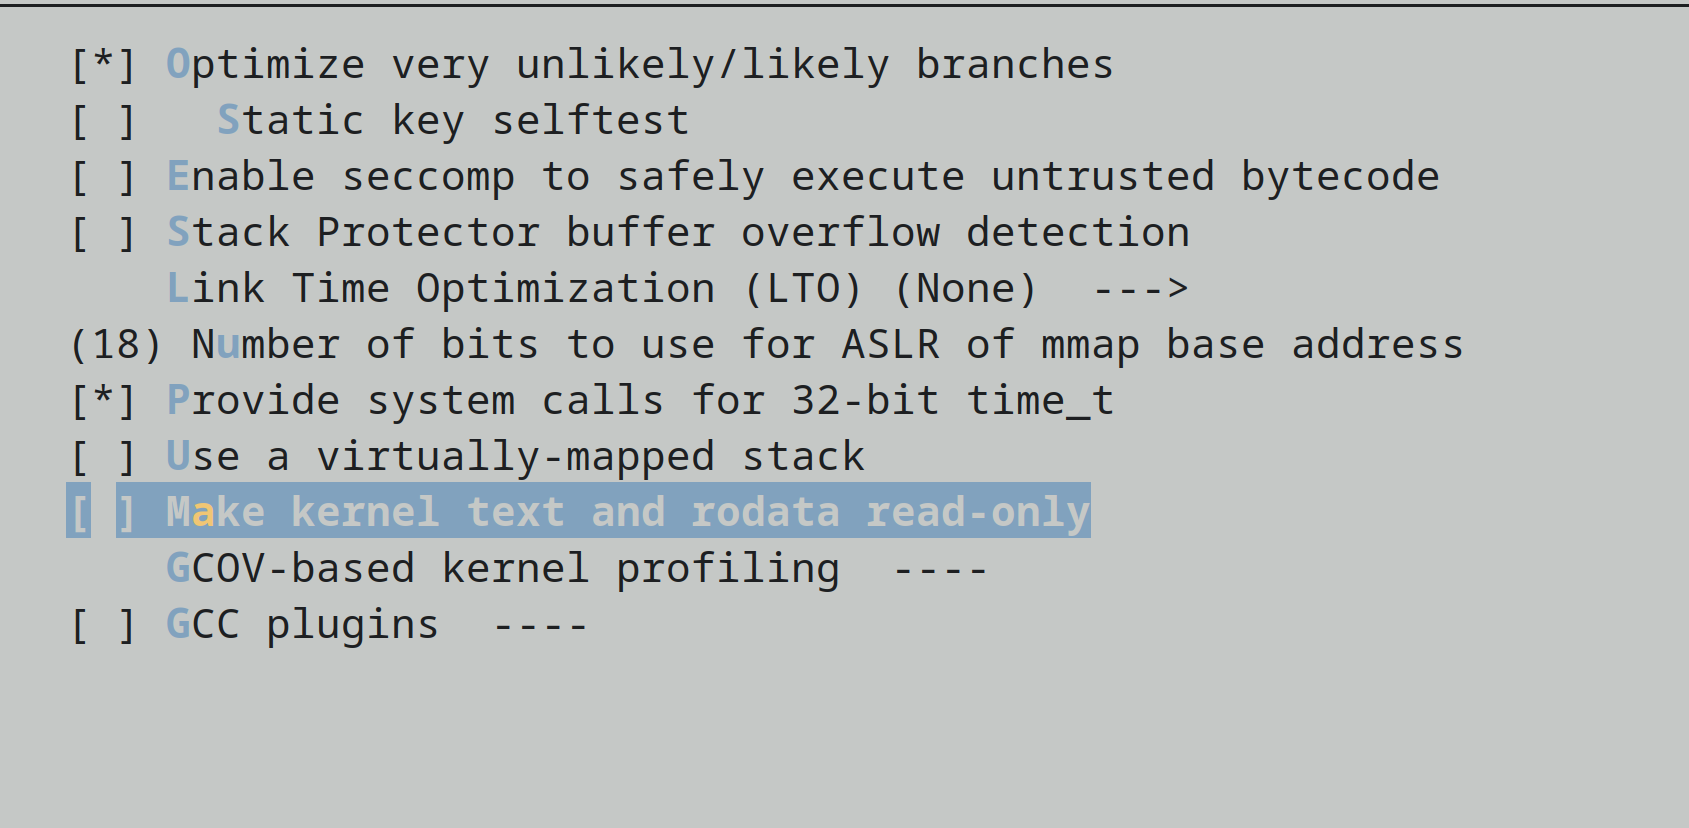 [*] Optimize very unlikely/likely branches
[ ]   Static key selftest
[ ] Enable seccomp to safely execute untrusted bytecode
[ ] Stack Protector buffer overflow detection
    Link Time Optimization (LTO) (None)  --->
(18) Number of bits to use for ASLR of mmap base address
[*] Provide system calls for 32-bit time_t
[ ] Use a virtually-mapped stack
[ ] Make kernel text and rodata read-only
    GCOV-based kernel profiling  ----
[ ] GCC plugins  ----